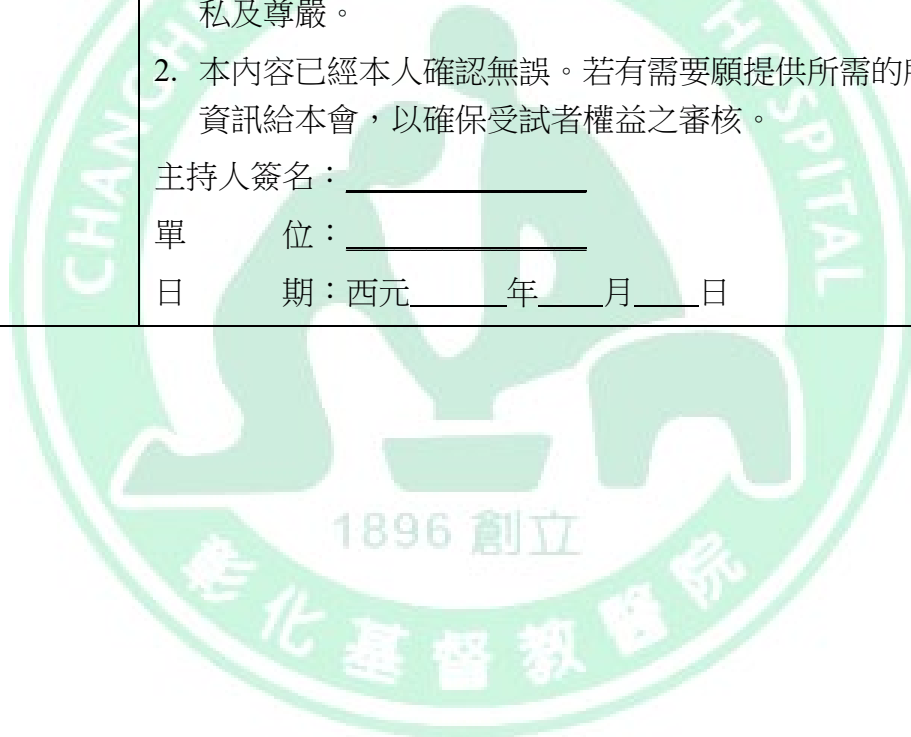 私及尊嚴。
2. 本內容已經本人確認無誤。若有需要願提供所需的
資訊給本會，以確保受試者權益之審核。
主持人簽名：
單 位：
日 期：西元 年 月 日
HOSPITAL
1896 創立
彰化基督教醫院